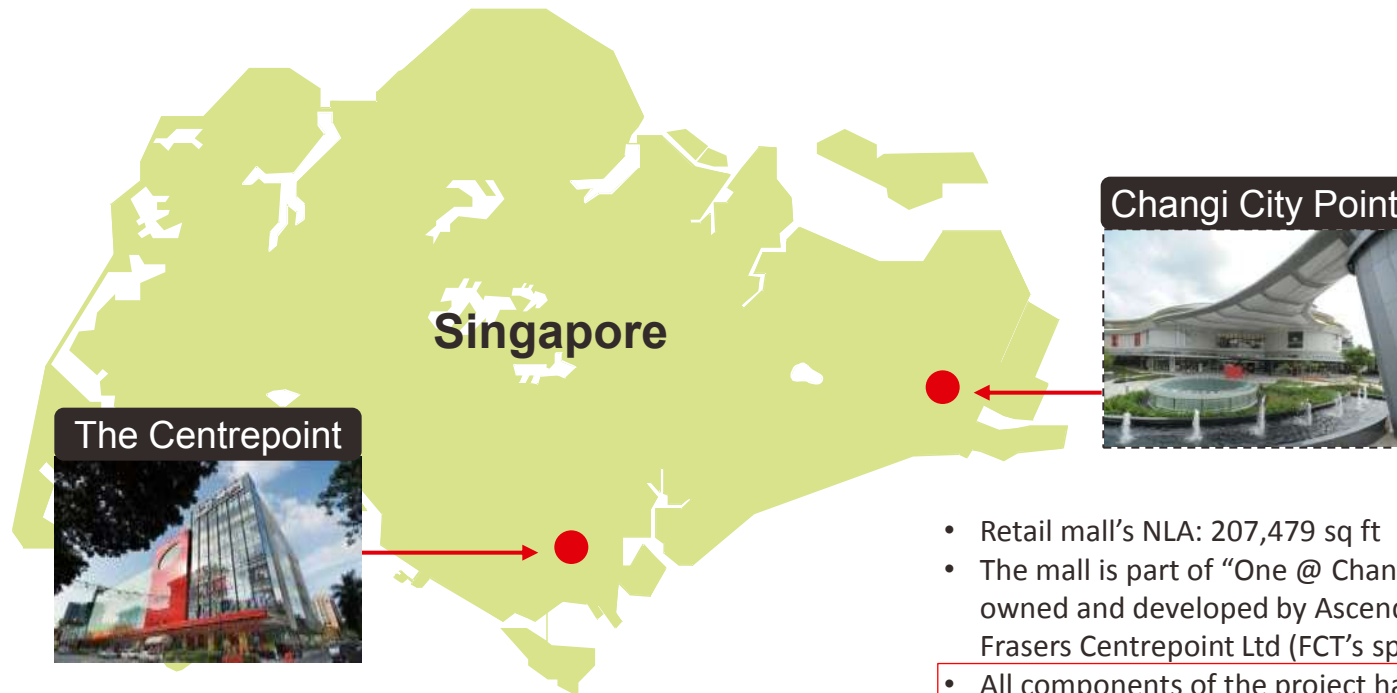 Changi City Point
Singapore
The Centrepoint
• Retail mall’s NLA: 207,479 sq ft
• The mall is part of “One @ Chan
owned and developed by Ascend
Frasers Centrepoint Ltd (FCT’s sp
• All components of the project ha